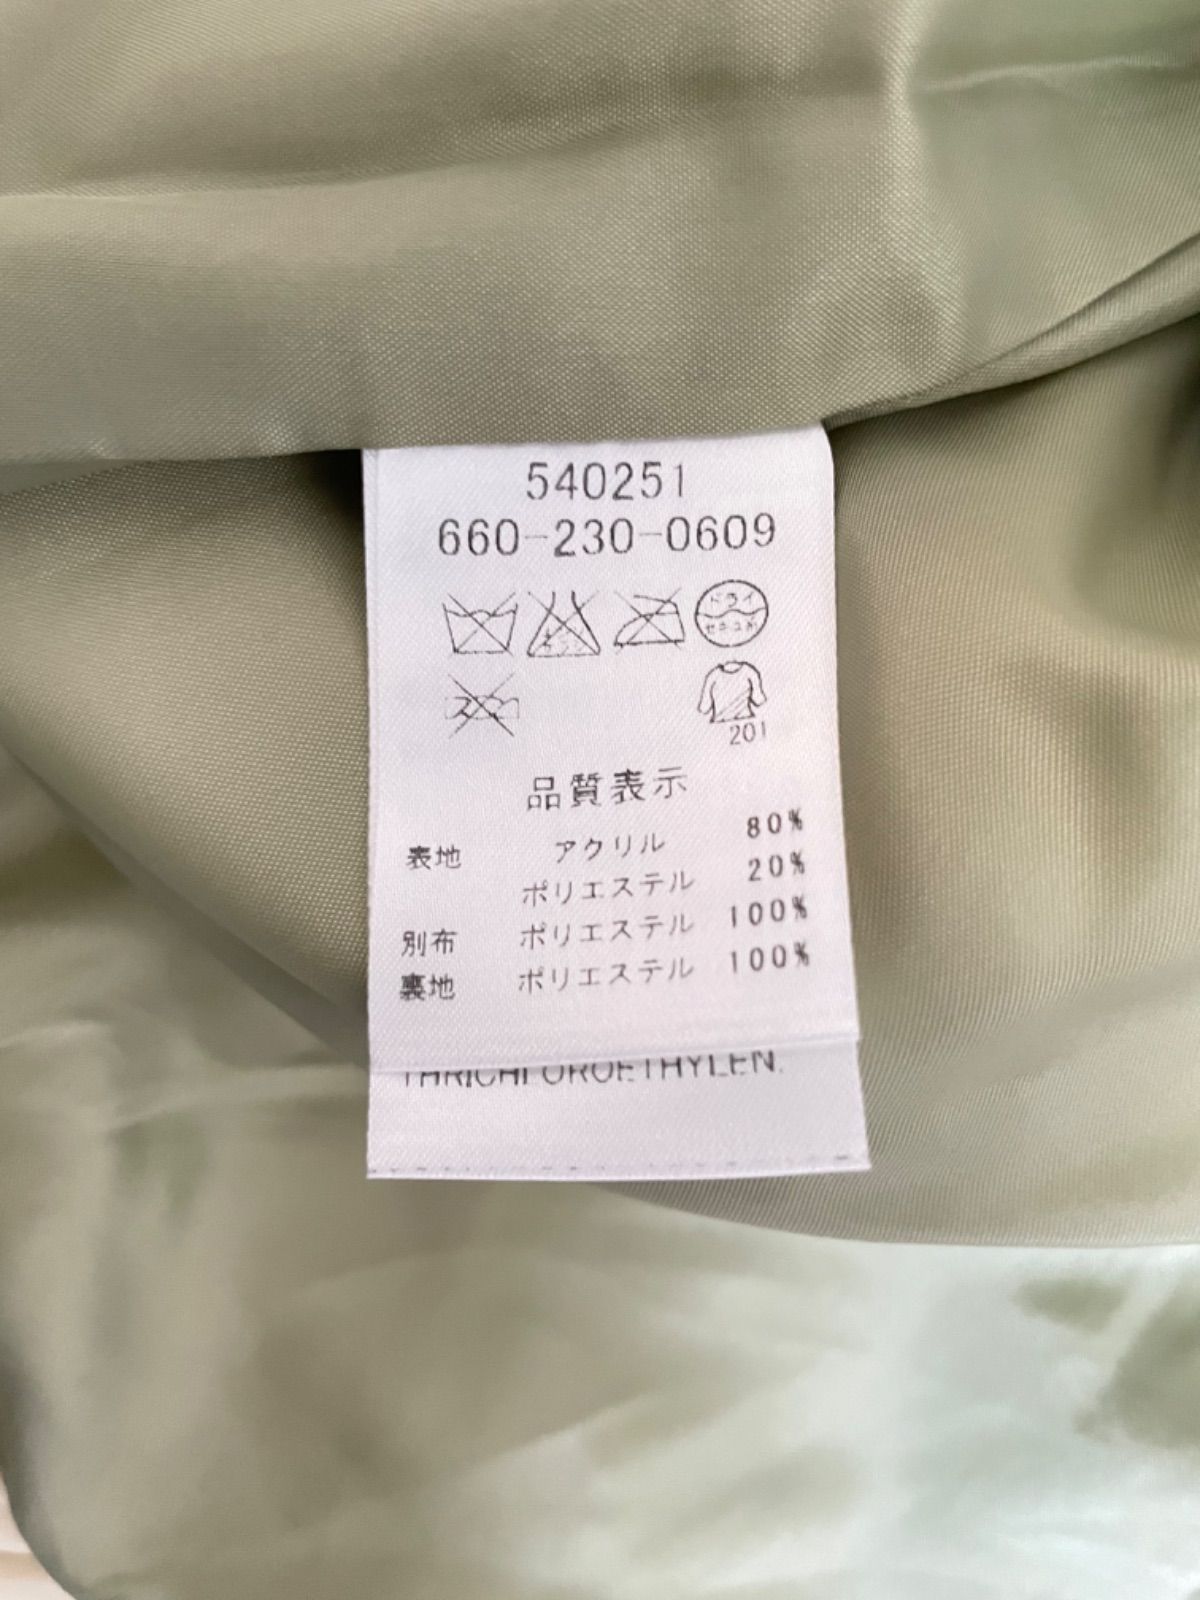 540251
660-230-0609
ドライ
セキユ系
201
品質表示
表地 アクリル 80%
ポリエステル 20%
別布 ポリエステル 100%
裏地 ポリエステル 100%
THRICHLOROETHYLEN.